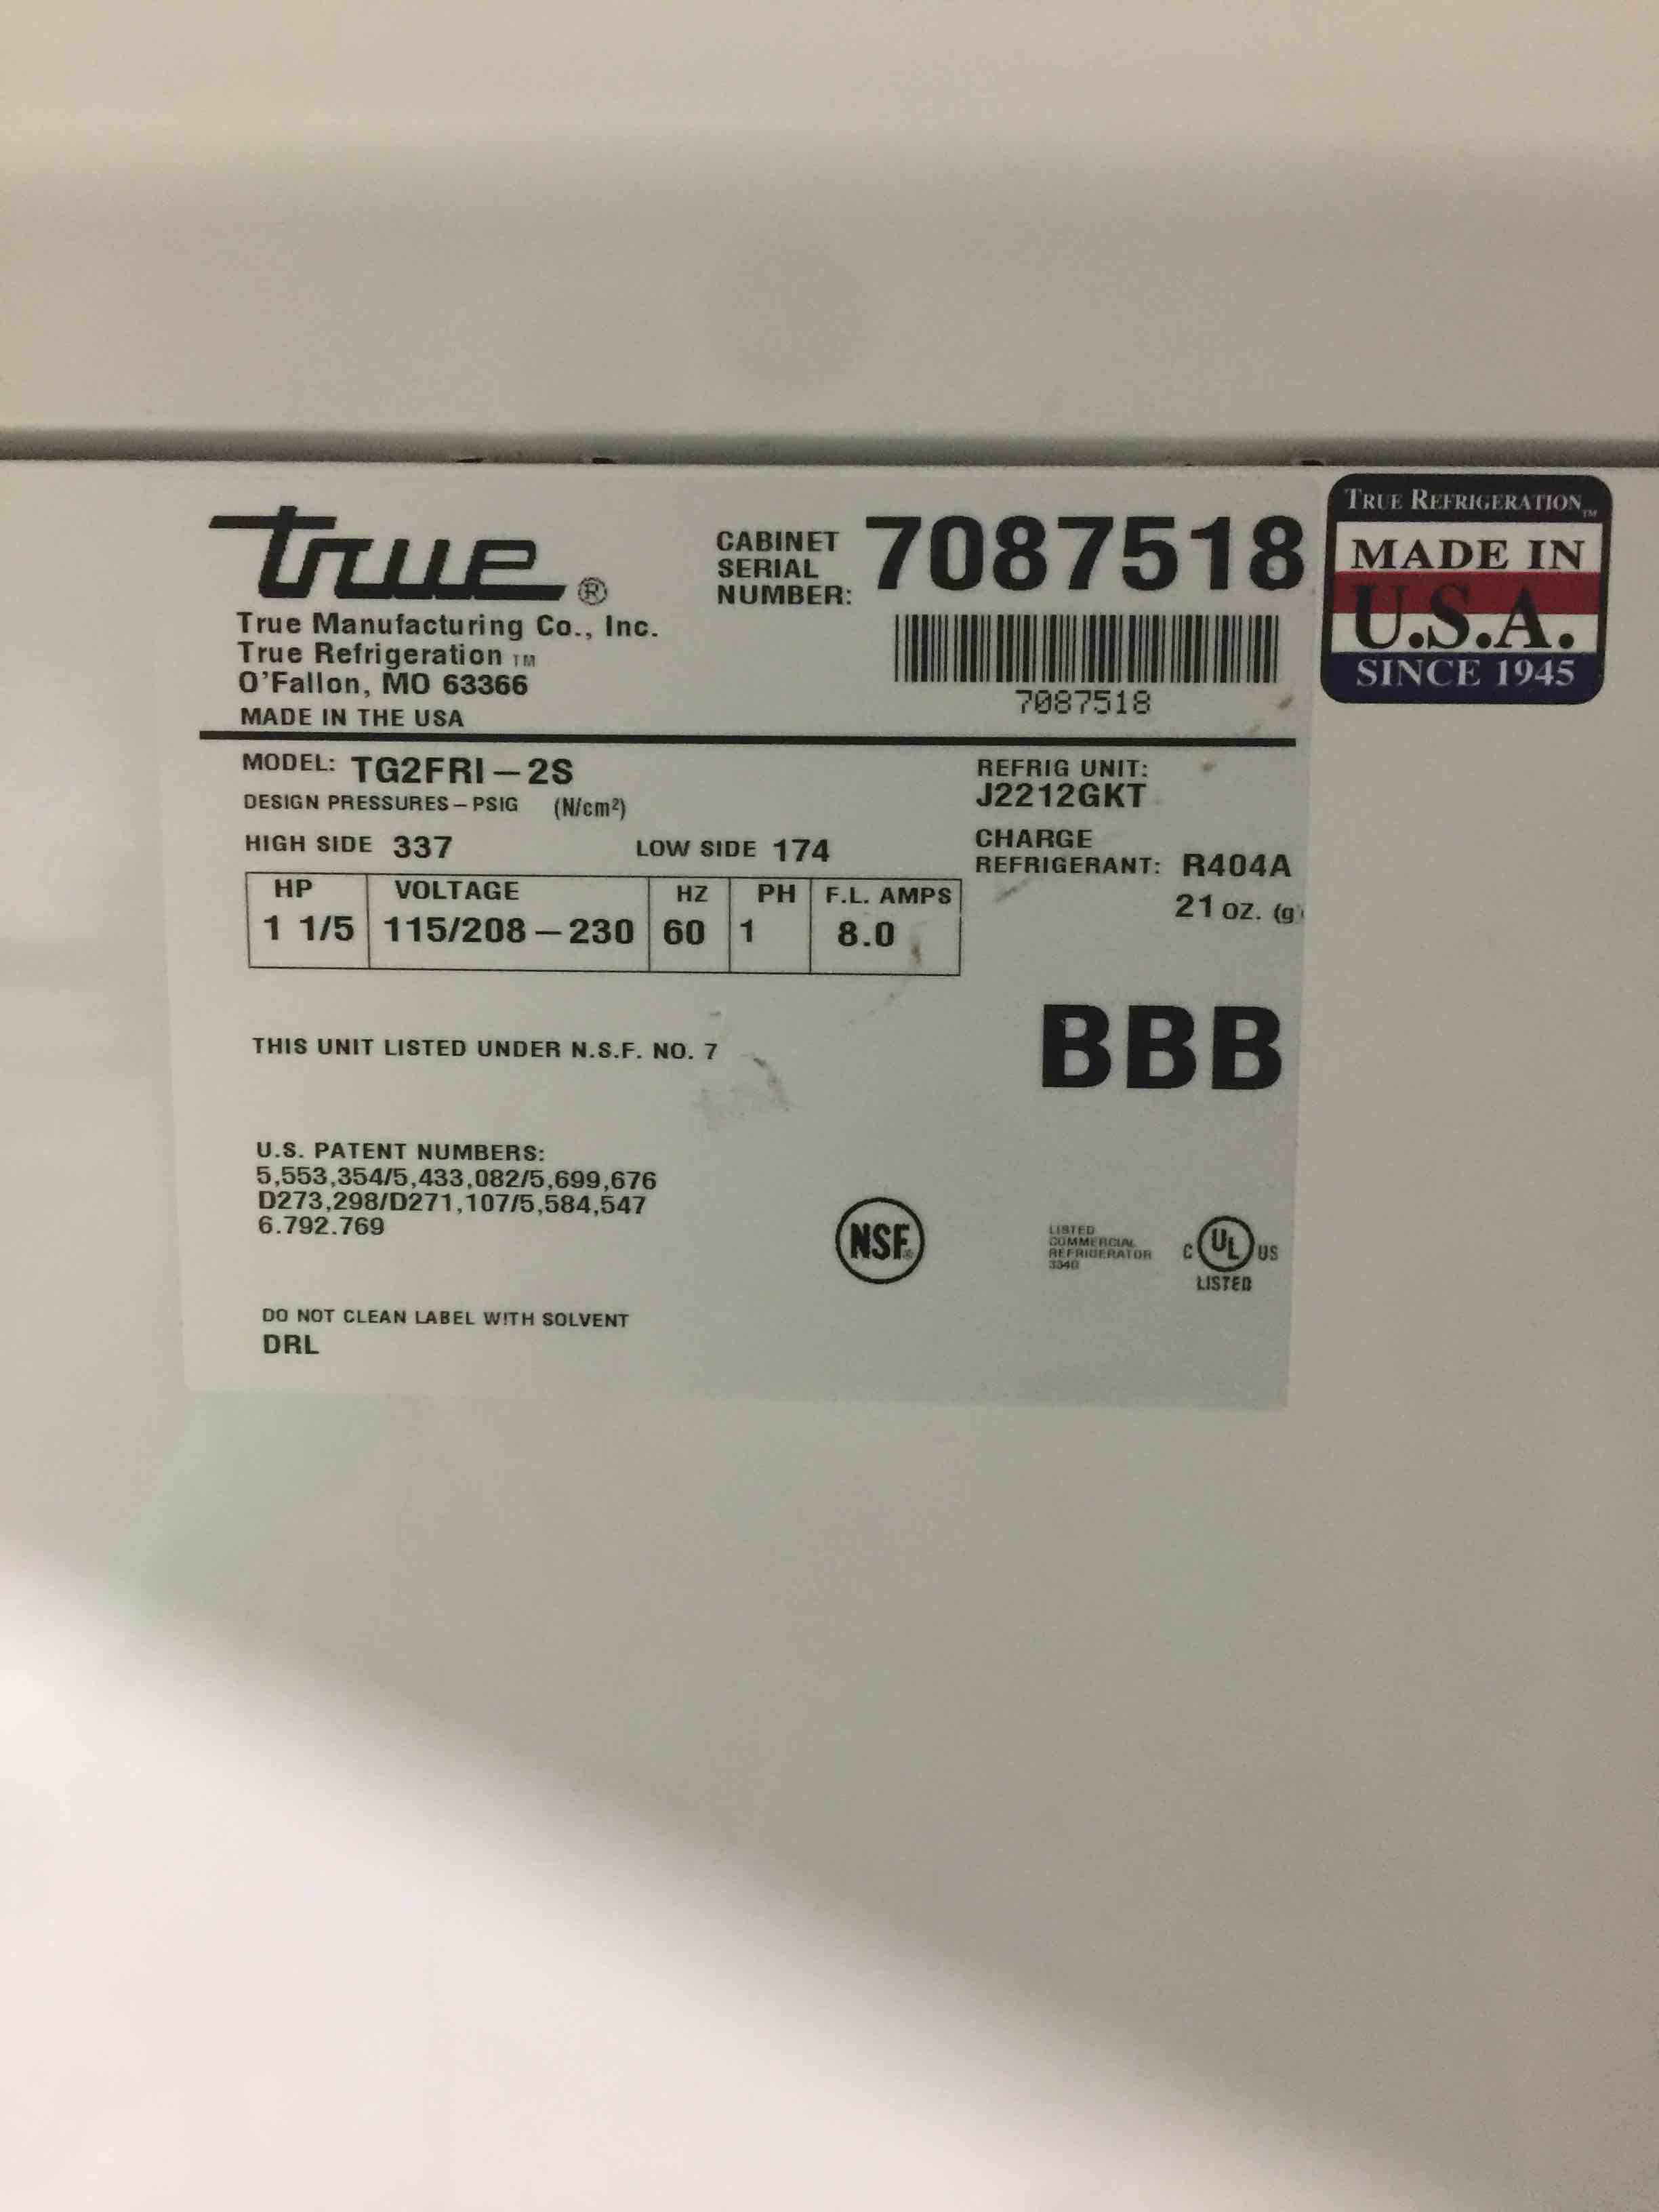 true®
True Manufacturing Co., Inc.
True Refrigeration TM
O'Fallon, MO 63366
MADE IN THE USA
CABINET
SERIAL
NUMBER: 7087518
7087518
TRUE REFRIGERATION™
MADE IN
U.S.A.
SINCE 1945
MODEL: TG2FRI-2S
DESIGN PRESSURES-PSIG (N/cm²)
HIGH SIDE 337 LOW SIDE 174
REFRIG UNIT:
J2212GKT
CHARGE
REFRIGERANT: R404A
21 OZ. (g)
HP VOLTAGE HZ PH F.L. AMPS
1 1/5 115/208-230 60 1 8.0
THIS UNIT LISTED UNDER N.S.F. NO. 7
BBB
U.S. PATENT NUMBERS:
5,553,354/5,433,082/5,699,676
D273,298/D271,107/5,584,547
6.792.769
NSF®
LISTED
COMMERCIAL
REFRIGERATOR
C UL US
LISTED
DO NOT CLEAN LABEL WITH SOLVENT
DRL